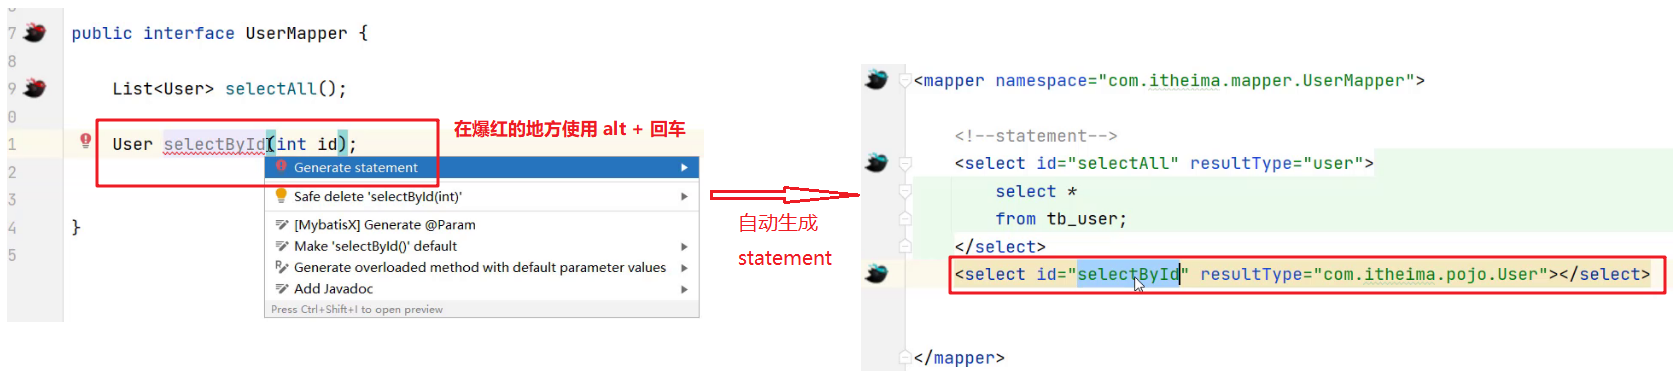 7 public interface UserMapper {
8
9 List<User> selectAll();
0
1 User selectById(int id);
2
3
4 }
5
在爆红的地方使用 alt + 回车
Generate statement
Safe delete 'selectById(int)'
[MybatisX] Generate @Param
Make 'selectById()' default
Generate overloaded method with default parameter values
Add Javadoc
Press Ctrl+Shift+I to open preview
自动生成
statement
<mapper namespace="com.itheima.mapper.UserMapper">
<!--statement-->
<select id="selectAll" resultType="user">
select *
from tb_user;
</select>
<select id="selectById" resultType="com.itheima.pojo.User"></select>
</mapper>